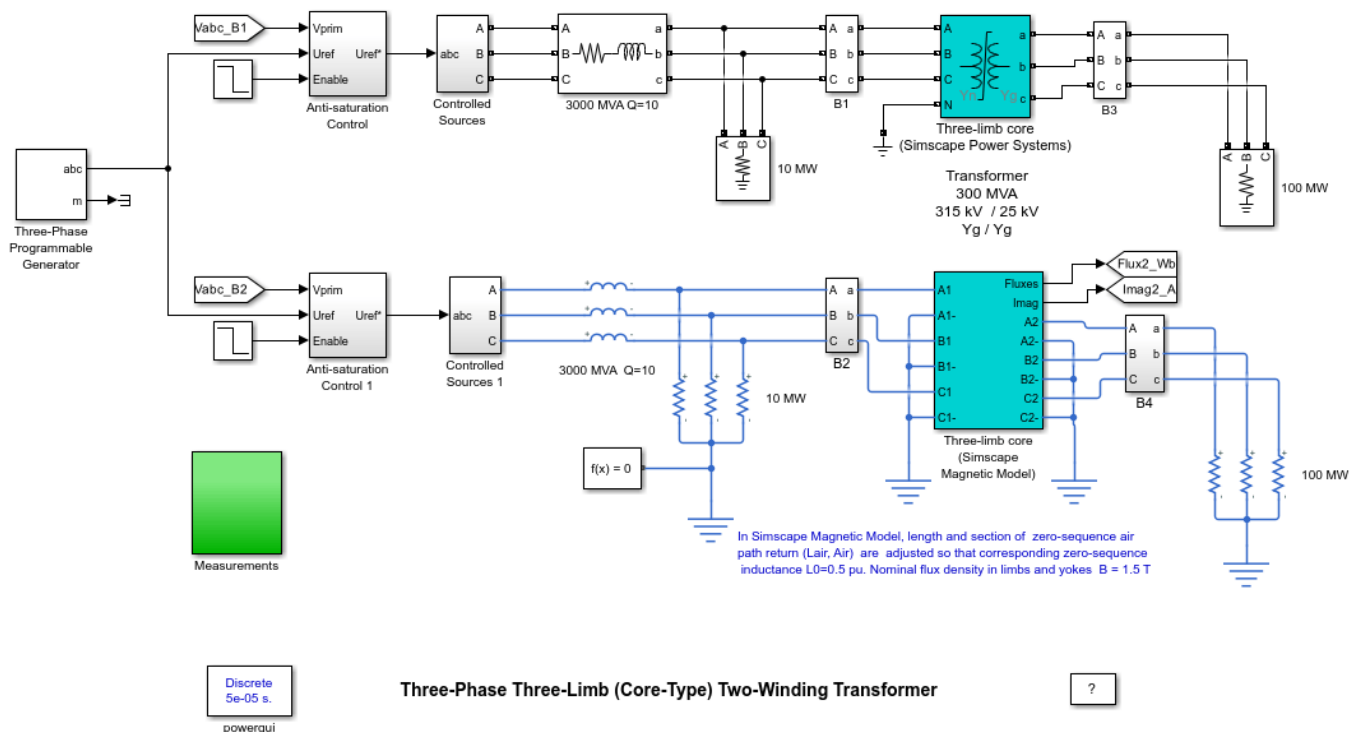 Vabc_B1
Vprim
Uref
Uref*
Enable
Anti-saturation
Control
abc
A
B
C
Controlled
Sources
A
B
C
a
b
c
3000 MVA Q=10
A
B
C
10 MW
A
B
C
a
b
c
B1
A
B
C
N
Yn
Yg
a
b
c
Three-limb core
(Simscape Power Systems)
Transformer
300 MVA
315 kV / 25 kV
Yg / Yg
A
B
C
a
b
c
B3
A
B
C
100 MW
abc
m
Three-Phase
Programmable
Generator
Vabc_B2
Vprim
Uref
Uref*
Enable
Anti-saturation
Control 1
abc
A
B
C
Controlled
Sources 1
+ -
+ -
+ -
3000 MVA Q=10
+ + +
- - -
10 MW
f(x) = 0
A
B
C
a
b
c
B2
A1
A1-
B1
B1-
C1
C1-
Fluxes
Imag
A2
A2-
B2
B2-
C2
C2-
Three-limb core
(Simscape
Magnetic Model)
Flux2_Wb
Imag2_A
A
B
C
a
b
c
B4
+ + +
- - -
100 MW
Measurements
In Simscape Magnetic Model, length and section of zero-sequence air
path return (Lair, Air) are adjusted so that corresponding zero-sequence
inductance L0=0.5 pu. Nominal flux density in limbs and yokes B = 1.5 T
Discrete
5e-05 s.
powergui
Three-Phase Three-Limb (Core-Type) Two-Winding Transformer
?